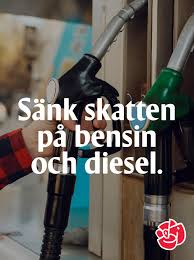 Sänk skatten
på bensin
och diesel.